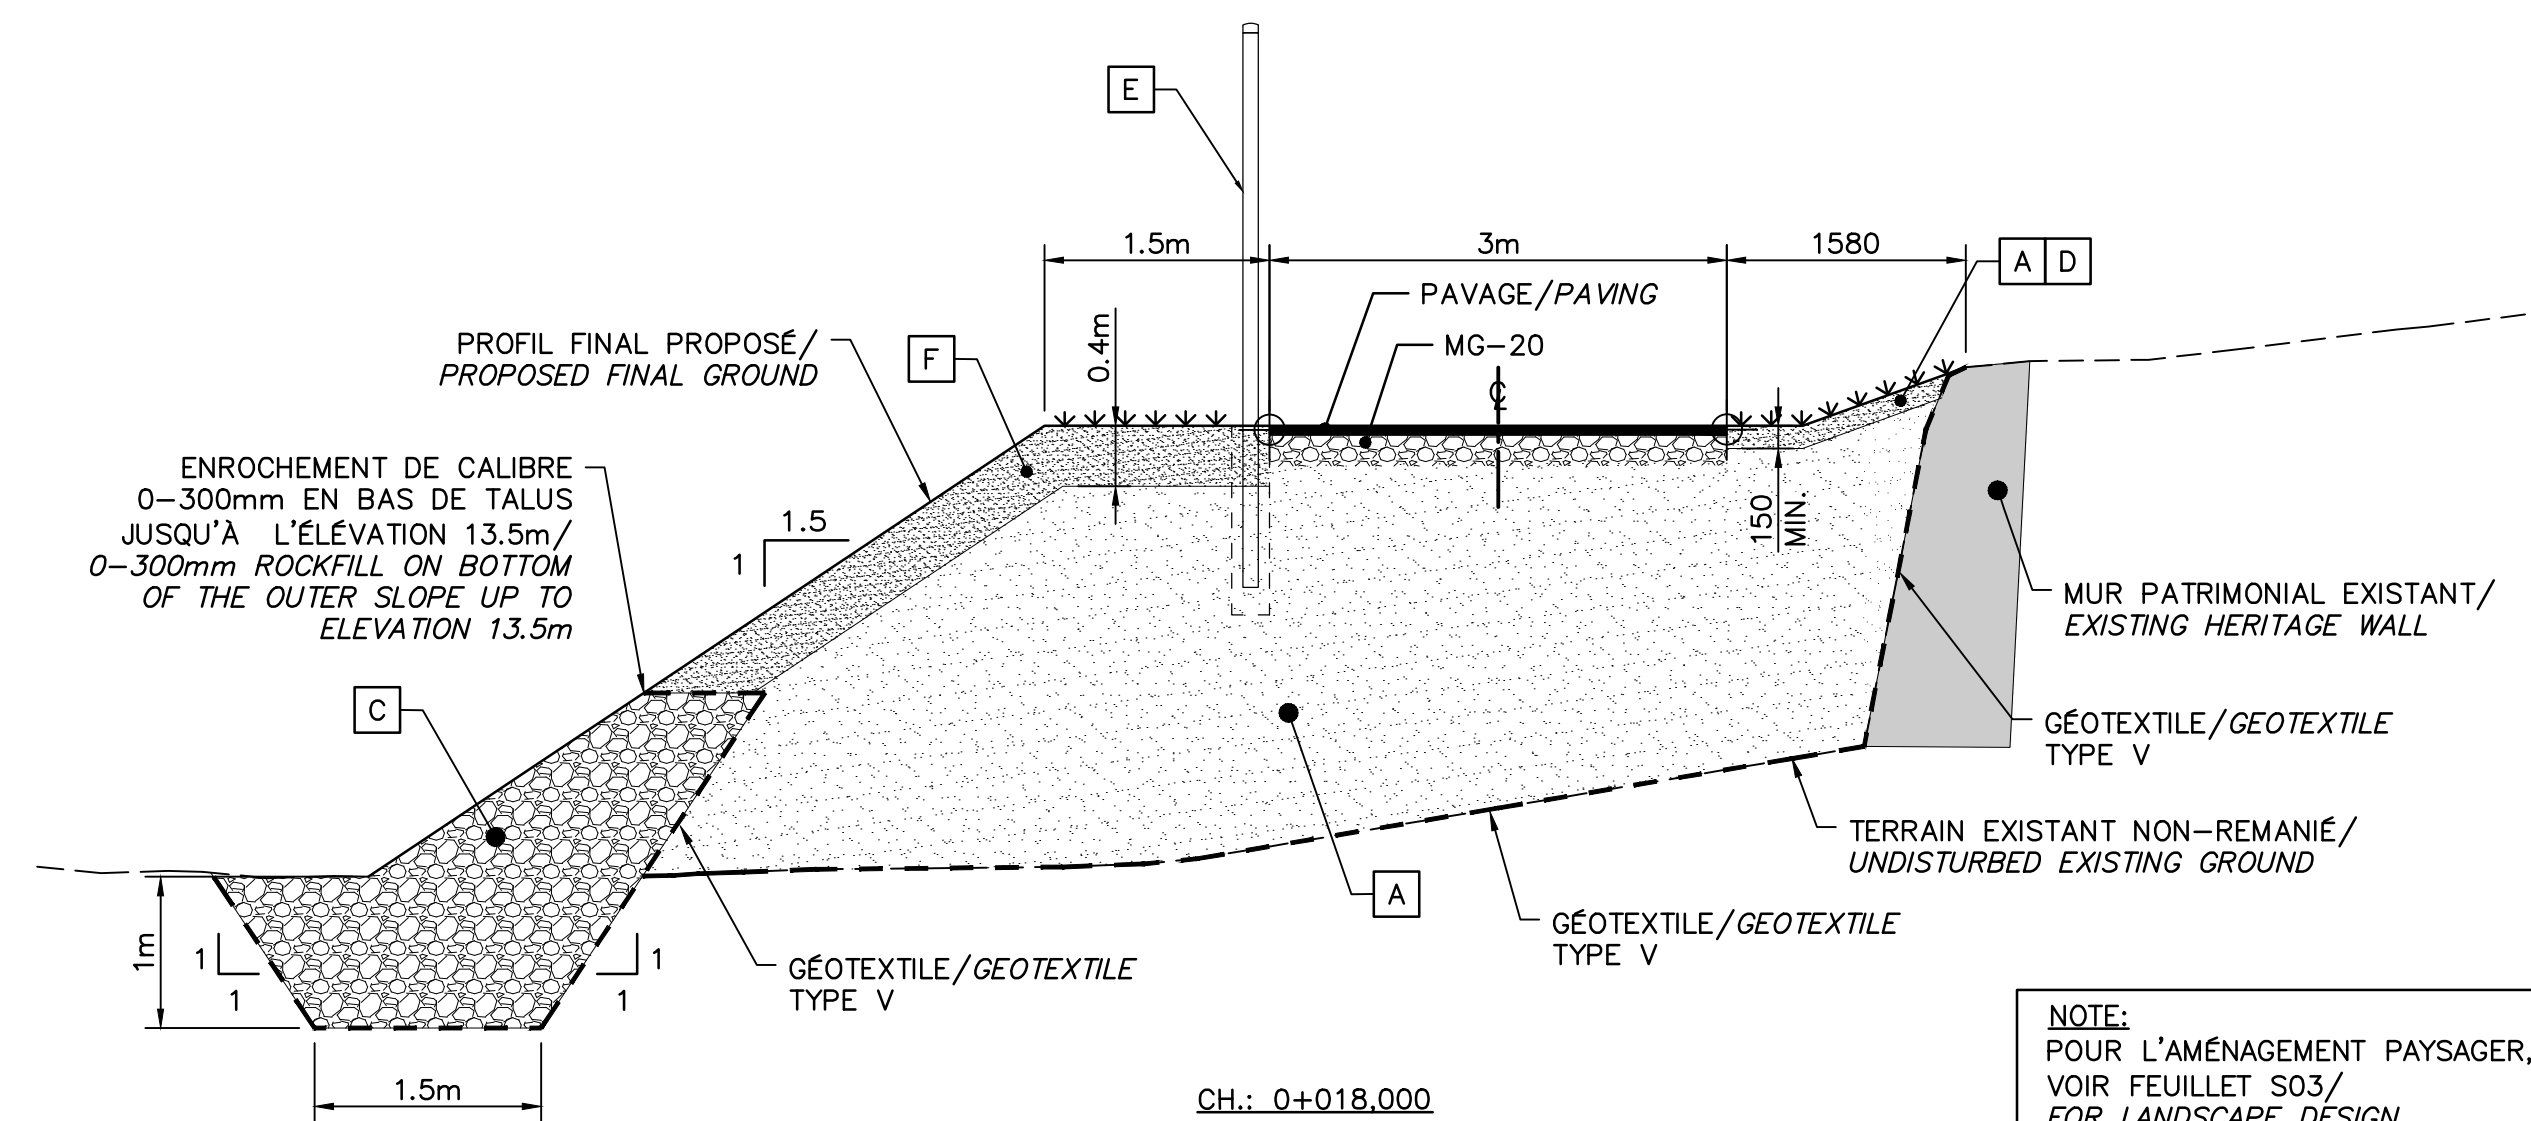 E
1.5m
3m
1580
A D
PAVAGE/PAVING
MG-20
0.4m
PROFIL FINAL PROPOSÉ/
PROPOSED FINAL GROUND
F
ENROCHEMENT DE CALIBRE
0-300mm EN BAS DE TALUS
JUSQU'À L'ÉLÉVATION 13.5m/
0-300mm ROCKFILL ON BOTTOM
OF THE OUTER SLOPE UP TO
ELEVATION 13.5m
1.5
1
150
MIN.
MUR PATRIMONIAL EXISTANT/
EXISTING HERITAGE WALL
C
GÉOTEXTILE/GEOTEXTILE
TYPE V
TERRAIN EXISTANT NON-REMANIÉ/
UNDISTURBED EXISTING GROUND
A
GÉOTEXTILE/GEOTEXTILE
TYPE V
1m
1
1
1
1
GÉOTEXTILE/GEOTEXTILE
TYPE V
1.5m
CH.: 0+018,000
NOTE:
POUR L'AMÉNAGEMENT PAYSAGER,
VOIR FEUILLET S03/
FOR LANDSCAPE DESIGN